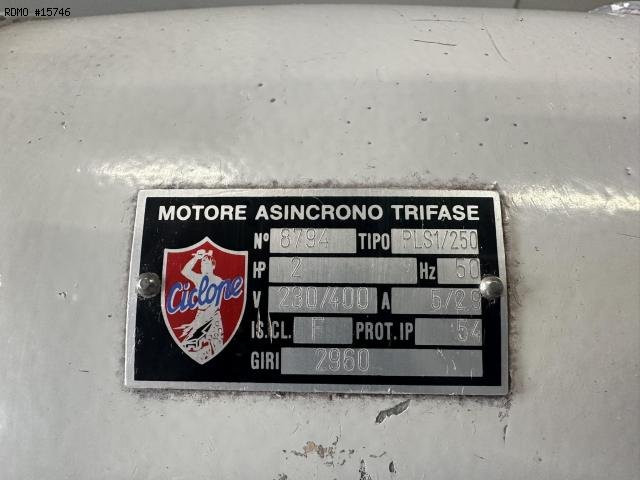 RDMO #15746
MOTORE ASINCRONO TRIFASE
Nº 8794 TIPO PLS1/250
HP 2 Hz 50
V 230/400 A 5/2.9
IS.CL. F PROT.IP 54
GIRI 2960
Ciclone